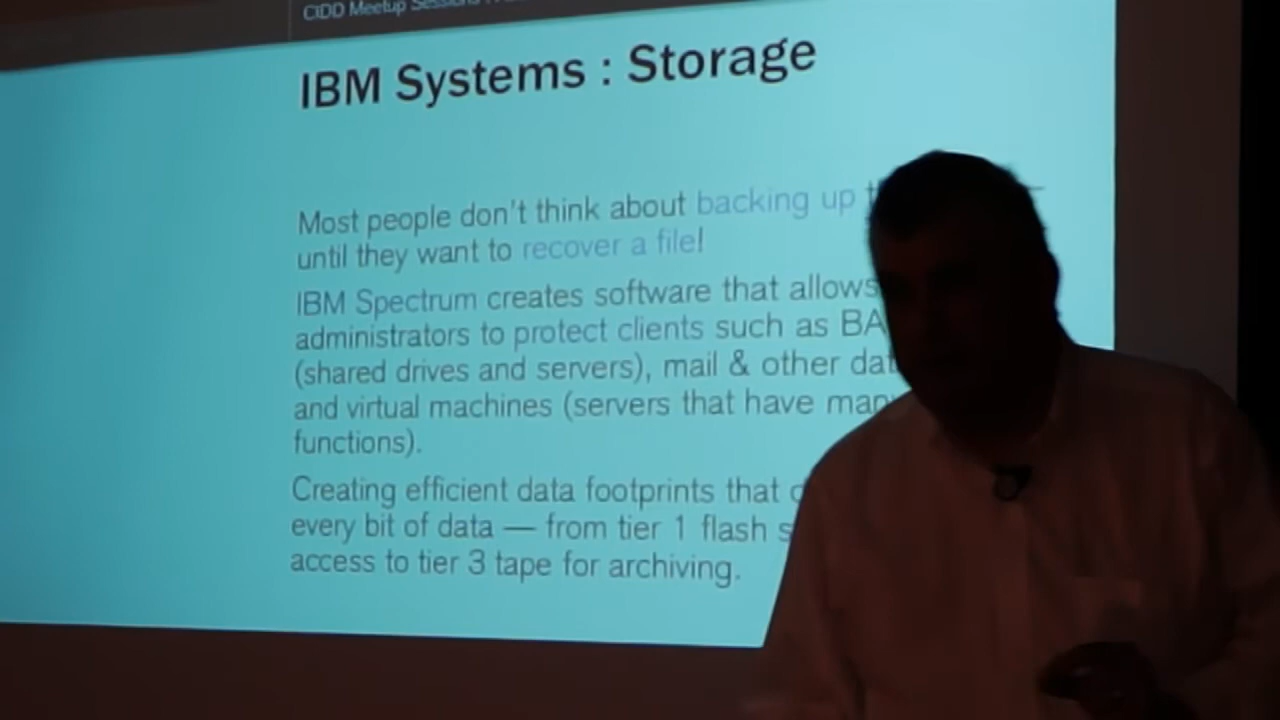 CIDD Meetup Sessions
IBM Systems : Storage
Most people don't think about backing up
until they want to recover a file!
IBM Spectrum creates software that allows
administrators to protect clients such as
(shared drives and servers), mail & other
and virtual machines (servers that have
functions).
Creating efficient data footprints that
every bit of data — from tier 1 flash
access to tier 3 tape for archiving.